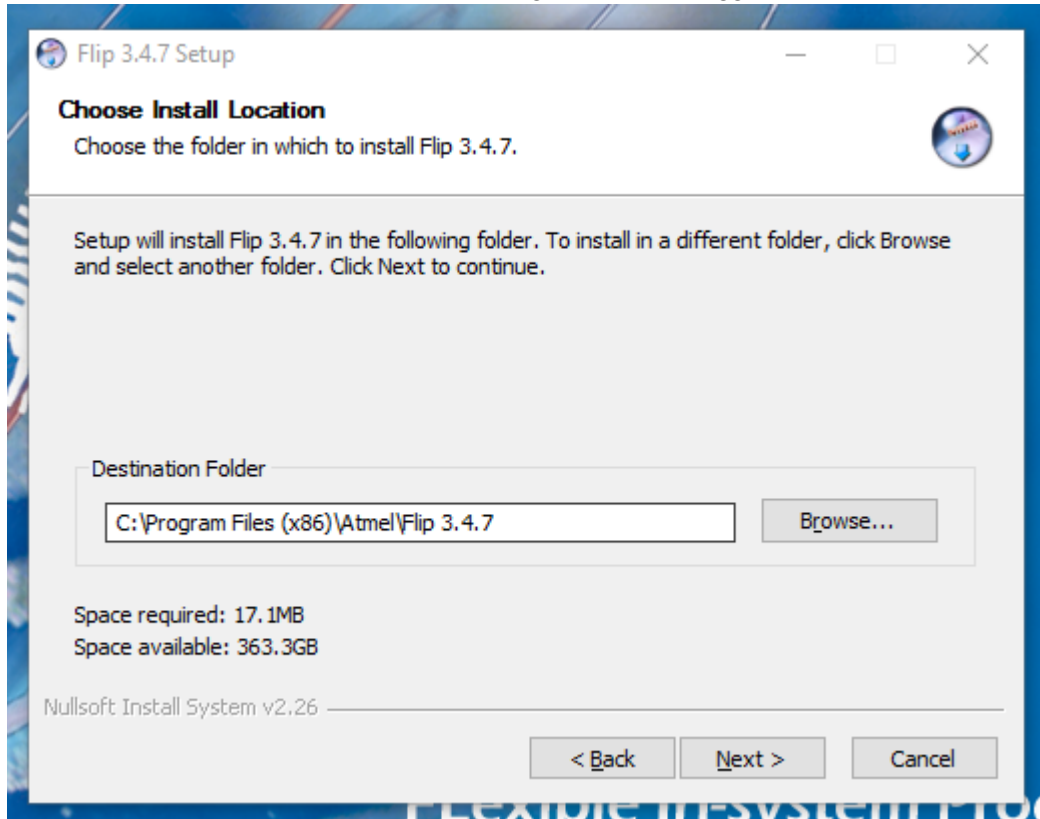 Flip 3.4.7 Setup
Choose Install Location
Choose the folder in which to install Flip 3.4.7.
Setup will install Flip 3.4.7 in the following folder. To install in a different folder, click Browse
and select another folder. Click Next to continue.
Destination Folder
C:\Program Files (x86)\Atmel\Flip 3.4.7
Browse...
Space required: 17.1MB
Space available: 363.3GB
Nullsoft Install System v2.26
< Back
Next >
Cancel
FLexible In-system